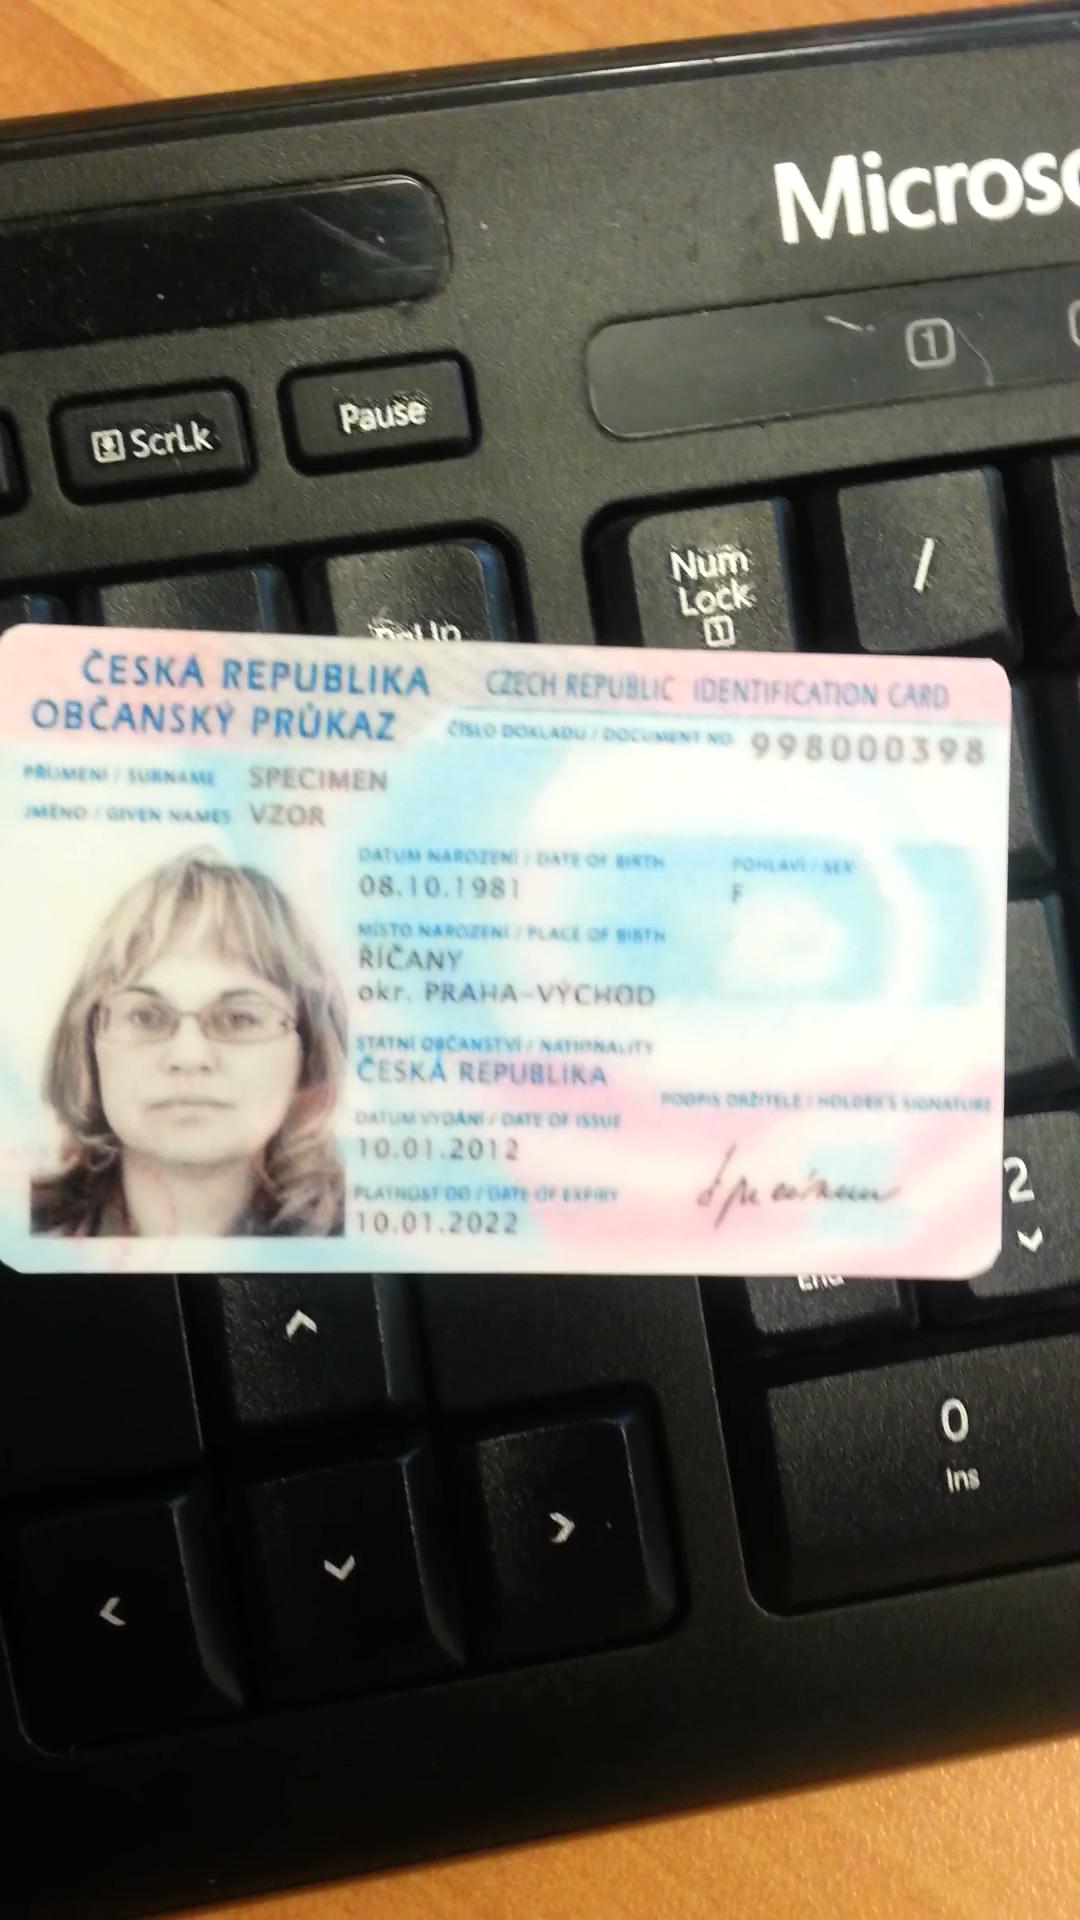 Microso
1
ScrLk
Pause
Num
Lock
1
/
PgUp
ČESKÁ REPUBLIKA
OBČANSKÝ PRŮKAZ
CZECH REPUBLIC IDENTIFICATION CARD
ČÍSLO DOKLADU / DOCUMENT NO. 998000398
PŘÍJMENÍ / SURNAME SPECIMEN
JMÉNO / GIVEN NAMES VZOR
DATUM NAROZENÍ / DATE OF BIRTH POHLAVÍ / SEX
08.10.1981 F
MÍSTO NAROZENÍ / PLACE OF BIRTH
ŘÍČANY
okr. PRAHA-VÝCHOD
STÁTNÍ OBČANSTVÍ / NATIONALITY
ČESKÁ REPUBLIKA
PODPIS DRŽITELE / HOLDER'S SIGNATURE
DATUM VYDÁNÍ / DATE OF ISSUE
10.01.2012
Specimen
PLATNOST DO / DATE OF EXPIRY
10.01.2022
2
End
0
Ins